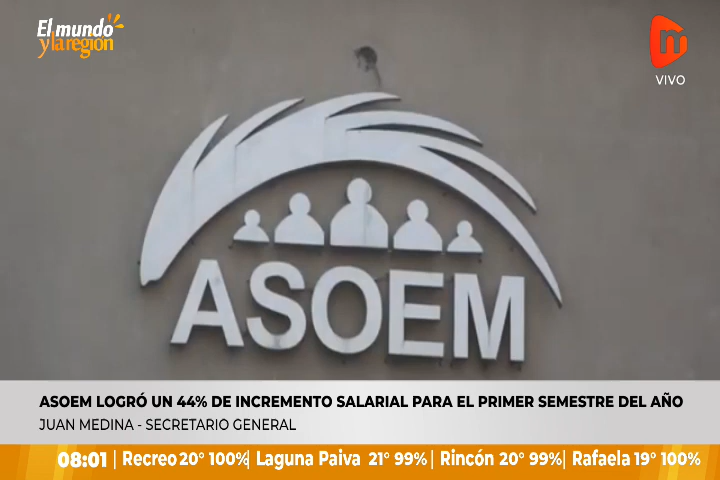 El mundo
y la región
VIVO
ASOEM
ASOEM LOGRÓ UN 44% DE INCREMENTO SALARIAL PARA EL PRIMER SEMESTRE DEL AÑO
JUAN MEDINA - SECRETARIO GENERAL
08:01 | Recreo 20° 100% | Laguna Paiva 21° 99% | Rincón 20° 99% | Rafaela 19° 100%